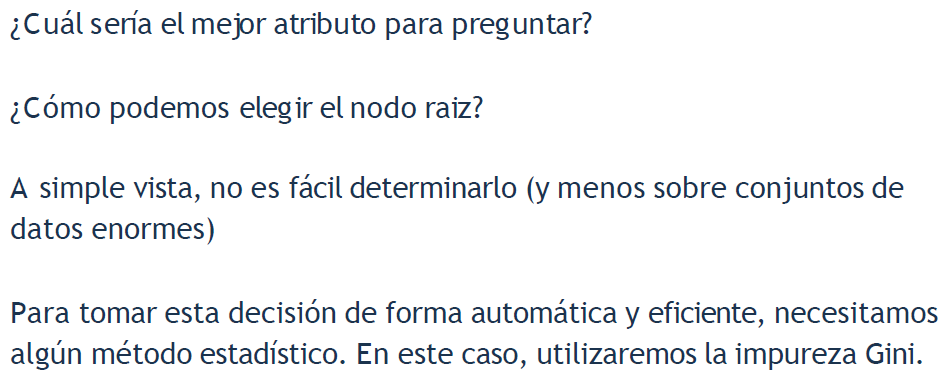 ¿Cuál sería el mejor atributo para preguntar?
¿Cómo podemos elegir el nodo raiz?
A simple vista, no es fácil determinarlo (y menos sobre conjuntos de
datos enormes)
Para tomar esta decisión de forma automática y eficiente, necesitamos
algún método estadístico. En este caso, utilizaremos la impureza Gini.